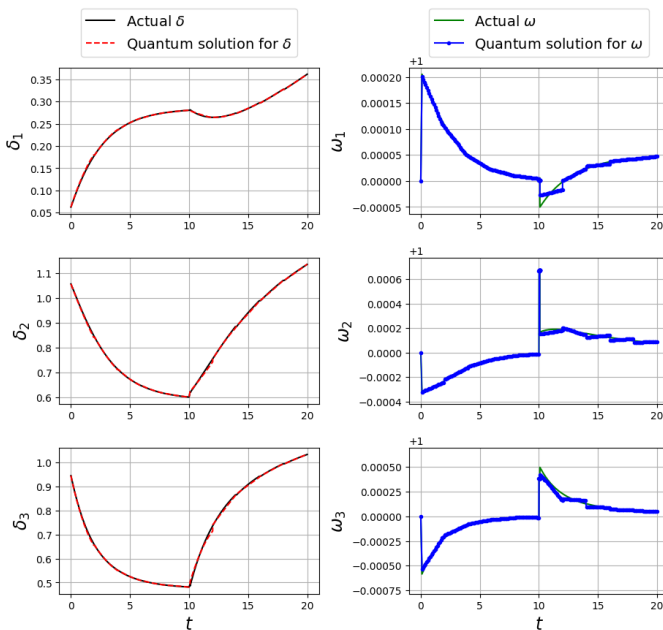 Actual δ
Quantum solution for δ
Actual ω
Quantum solution for ω
+1
0.35
0.30
0.25
0.20
0.15
0.10
0.05
δ1
0 5 10 15 20
0.00020
0.00015
0.00010
0.00005
0.00000
−0.00005
ω1
0 5 10 15 20
1.1
1.0
0.9
0.8
0.7
0.6
δ2
0 5 10 15 20
+1
0.0006
0.0004
0.0002
0.0000
−0.0002
−0.0004
ω2
0 5 10 15 20
1.0
0.9
0.8
0.7
0.6
0.5
δ3
0 5 10 15 20
t
+1
0.00050
0.00025
0.00000
−0.00025
−0.00050
−0.00075
ω3
0 5 10 15 20
t